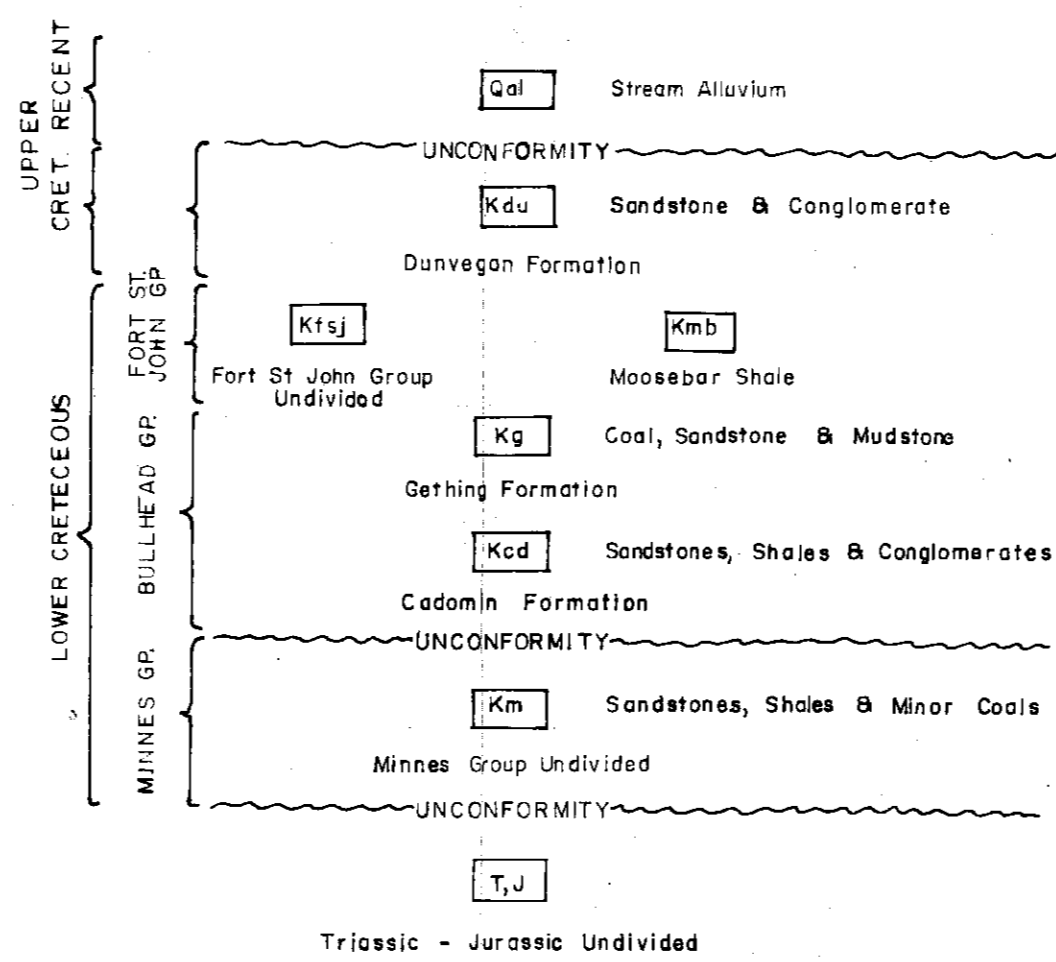 UPPER
CRET. RECENT
Qal Stream Alluvium
UNCONFORMITY
Kdu Sandstone & Conglomerate
Dunvegan Formation
FORT ST.
JOHN GP
Kfsj Kmb
Fort St John Group
Undivided
Moosebar Shale
LOWER CRETECEOUS
BULLHEAD GP.
Kg Coal, Sandstone & Mudstone
Gething Formation
Kcd Sandstones, Shales & Conglomerates
Cadomin Formation
UNCONFORMITY
MINNES GP.
Km Sandstones, Shales & Minor Coals
Minnes Group Undivided
UNCONFORMITY
T,J
Triassic - Jurassic Undivided